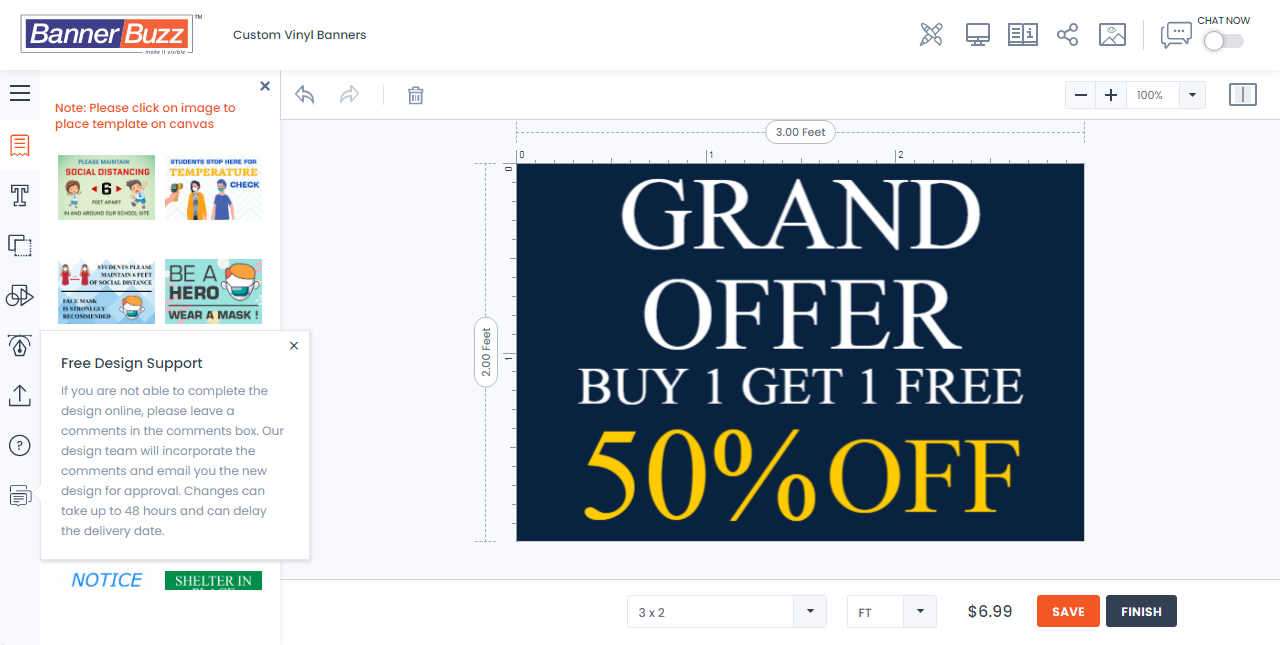 BannerBuzz™
make it visible
Custom Vinyl Banners
CHAT NOW
Note: Please click on image to
place template on canvas
100%
PLEASE MAINTAIN
SOCIAL DISTANCING
6
FEET APART
IN AND AROUND OUR SCHOOL SITE
STUDENTS STOP HERE FOR
TEMPERATURE
CHECK
STUDENTS PLEASE
MAINTAIN 6 FEET
OF SOCIAL DISTANCE
FACE MASK
IS STRONLGLY
RECOMMENDED
BE A
HERO
WEAR A MASK !
Free Design Support
If you are not able to complete the
design online, please leave a
comments in the comments box. Our
design team will incorporate the
comments and email you the new
design for approval. Changes can
take up to 48 hours and can delay
the delivery date.
NOTICE
SHELTER IN
PLACE
3.00 Feet
0 1 2
0
1
2.00 Feet
GRAND
OFFER
BUY 1 GET 1 FREE
50% OFF
3 x 2
FT
$6.99
SAVE
FINISH